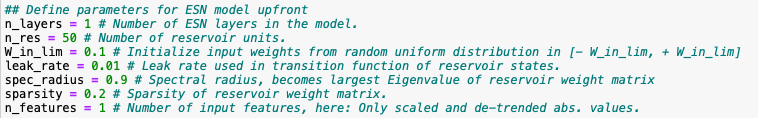 ## Define parameters for ESN model upfront
n_layers = 1 # Number of ESN layers in the model.
n_res = 50 # Number of reservoir units.
W_in_lim = 0.1 # Initialize input weights from random uniform distribution in [- W_in_lim, + W_in_lim]
leak_rate = 0.01 # Leak rate used in transition function of reservoir states.
spec_radius = 0.9 # Spectral radius, becomes largest Eigenvalue of reservoir weight matrix
sparsity = 0.2 # Sparsity of reservoir weight matrix.
n_features = 1 # Number of input features, here: Only scaled and de-trended abs. values.